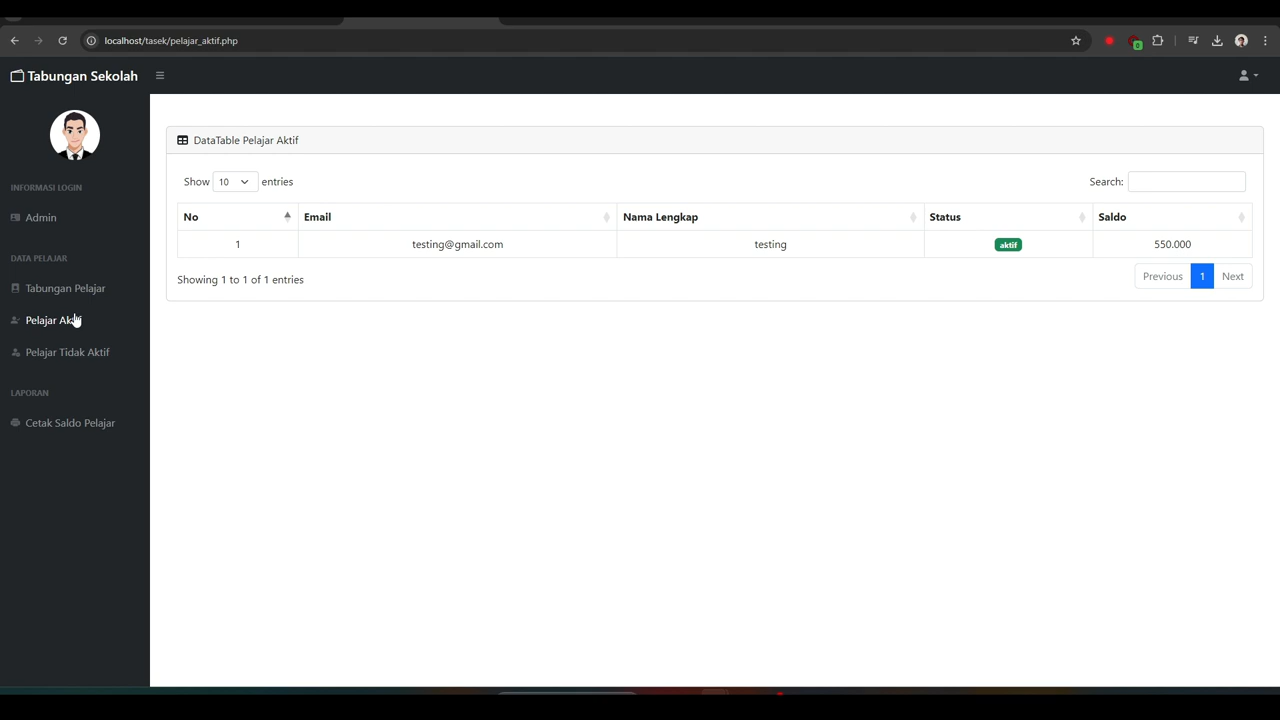 localhost/tasek/pelajar_aktif.php
0
Tabungan Sekolah
INFORMASI LOGIN
Admin
DATA PELAJAR
Tabungan Pelajar
Pelajar Aktif
Pelajar Tidak Aktif
LAPORAN
Cetak Saldo Pelajar
DataTable Pelajar Aktif
Show 10 entries
Search:
No Email Nama Lengkap Status Saldo
1 testing@gmail.com testing aktif 550.000
Showing 1 to 1 of 1 entries
Previous 1 Next